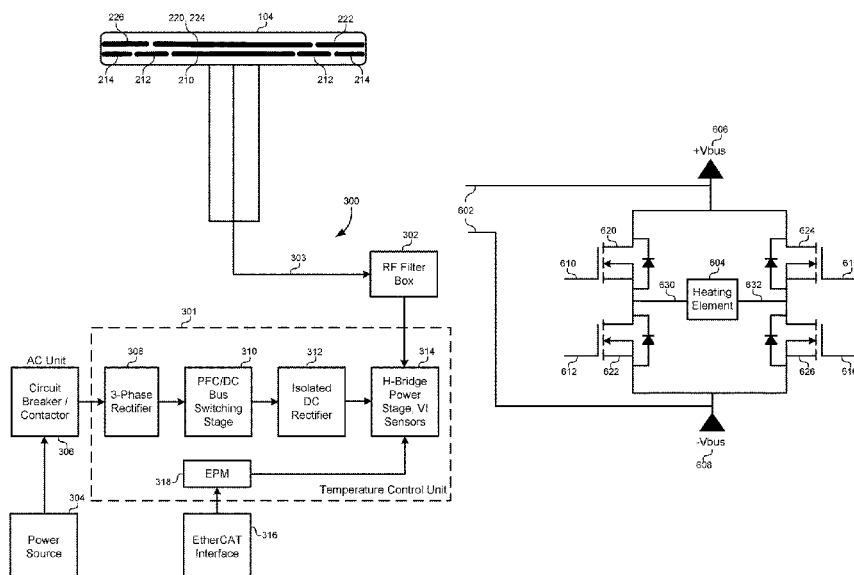 226 220 224 104 222
214 212 210 212 214
300
302
303
RF Filter
Box
301
AC Unit
308 310 312 314
Circuit
Breaker /
Contactor
3-Phase
Rectifier
PFC/DC
Bus
Switching
Stage
Isolated
DC
Rectifier
H-Bridge
Power
Stage, VI
Sensors
306
318
EPM
Temperature Control Unit
304
Power
Source
EtherCAT
Interface
316
606
+Vbus
602
620 624
610 604 61
630 Heating
Element 632
612 622 626 616
-Vbus
608